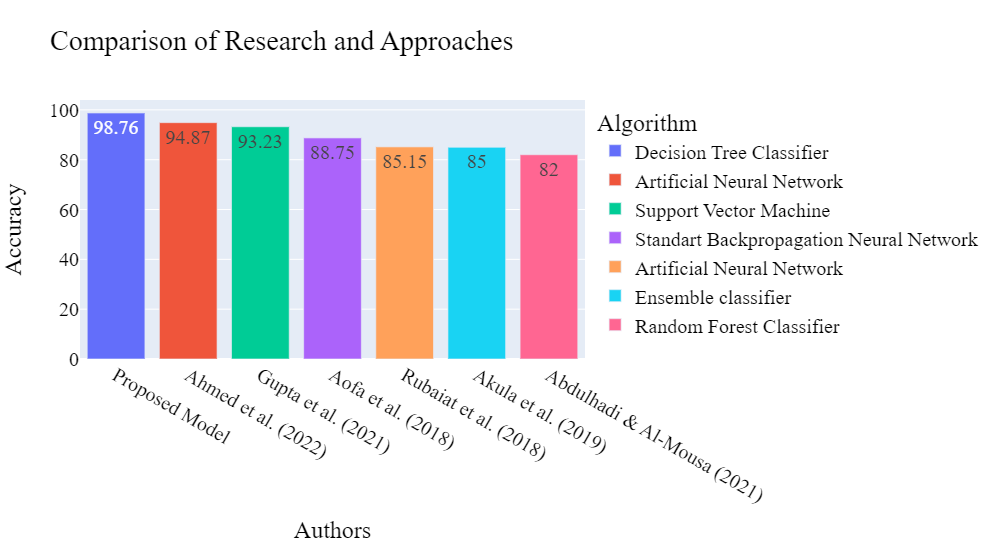 Comparison of Research and Approaches
Accuracy
100
80
60
40
20
0
98.76
94.87
93.23
88.75
85.15
85
82
Proposed Model
Ahmed et al. (2022)
Gupta et al. (2021)
Aofa et al. (2018)
Rubaiat et al. (2018)
Akula et al. (2019)
Abdulhadi & Al-Mousa (2021)
Authors
Algorithm
Decision Tree Classifier
Artificial Neural Network
Support Vector Machine
Standart Backpropagation Neural Network
Artificial Neural Network
Ensemble classifier
Random Forest Classifier